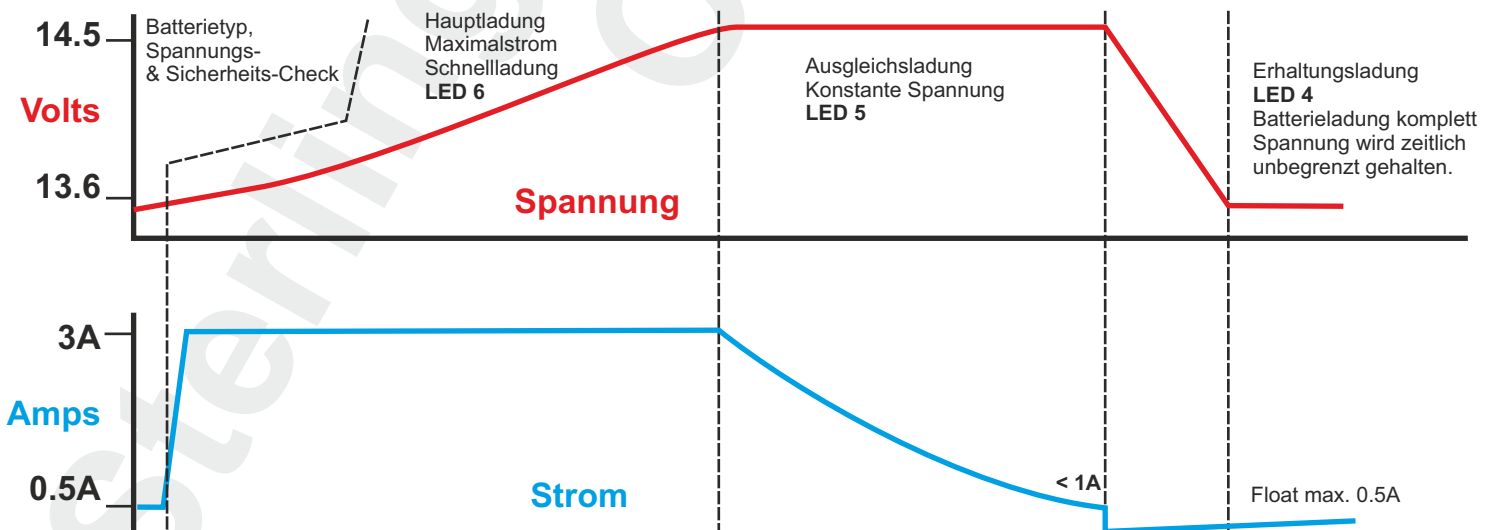 14.5
Batterietyp,
Spannungs-
& Sicherheits-Check
Hauptladung
Maximalstrom
Schnellladung
LED 6
Ausgleichsladung
Konstante Spannung
LED 5
Erhaltungsladung
LED 4
Batterieladung komplett
Spannung wird zeitlich
unbegrenzt gehalten.
Volts
13.6
Spannung
3A
Amps
0.5A
Strom
< 1A
Float max. 0.5A
Sterling